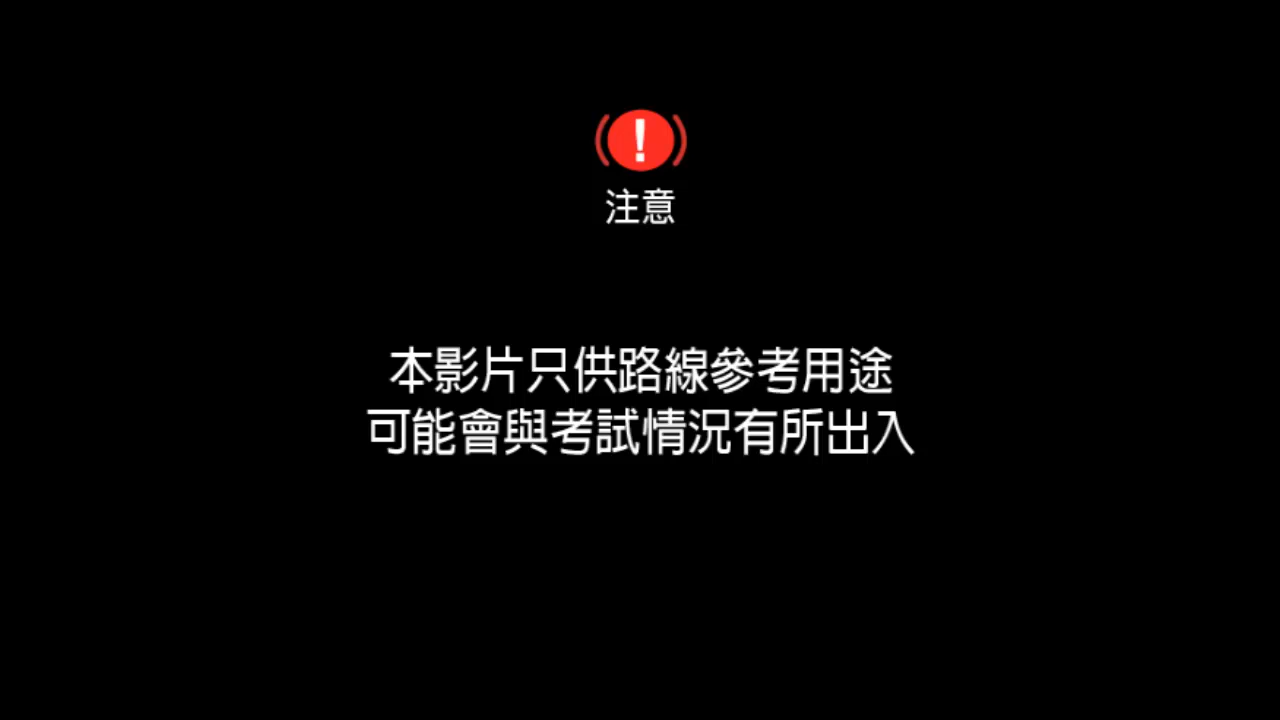 注意
本影片只供路線參考用途
可能會與考試情況有所出入